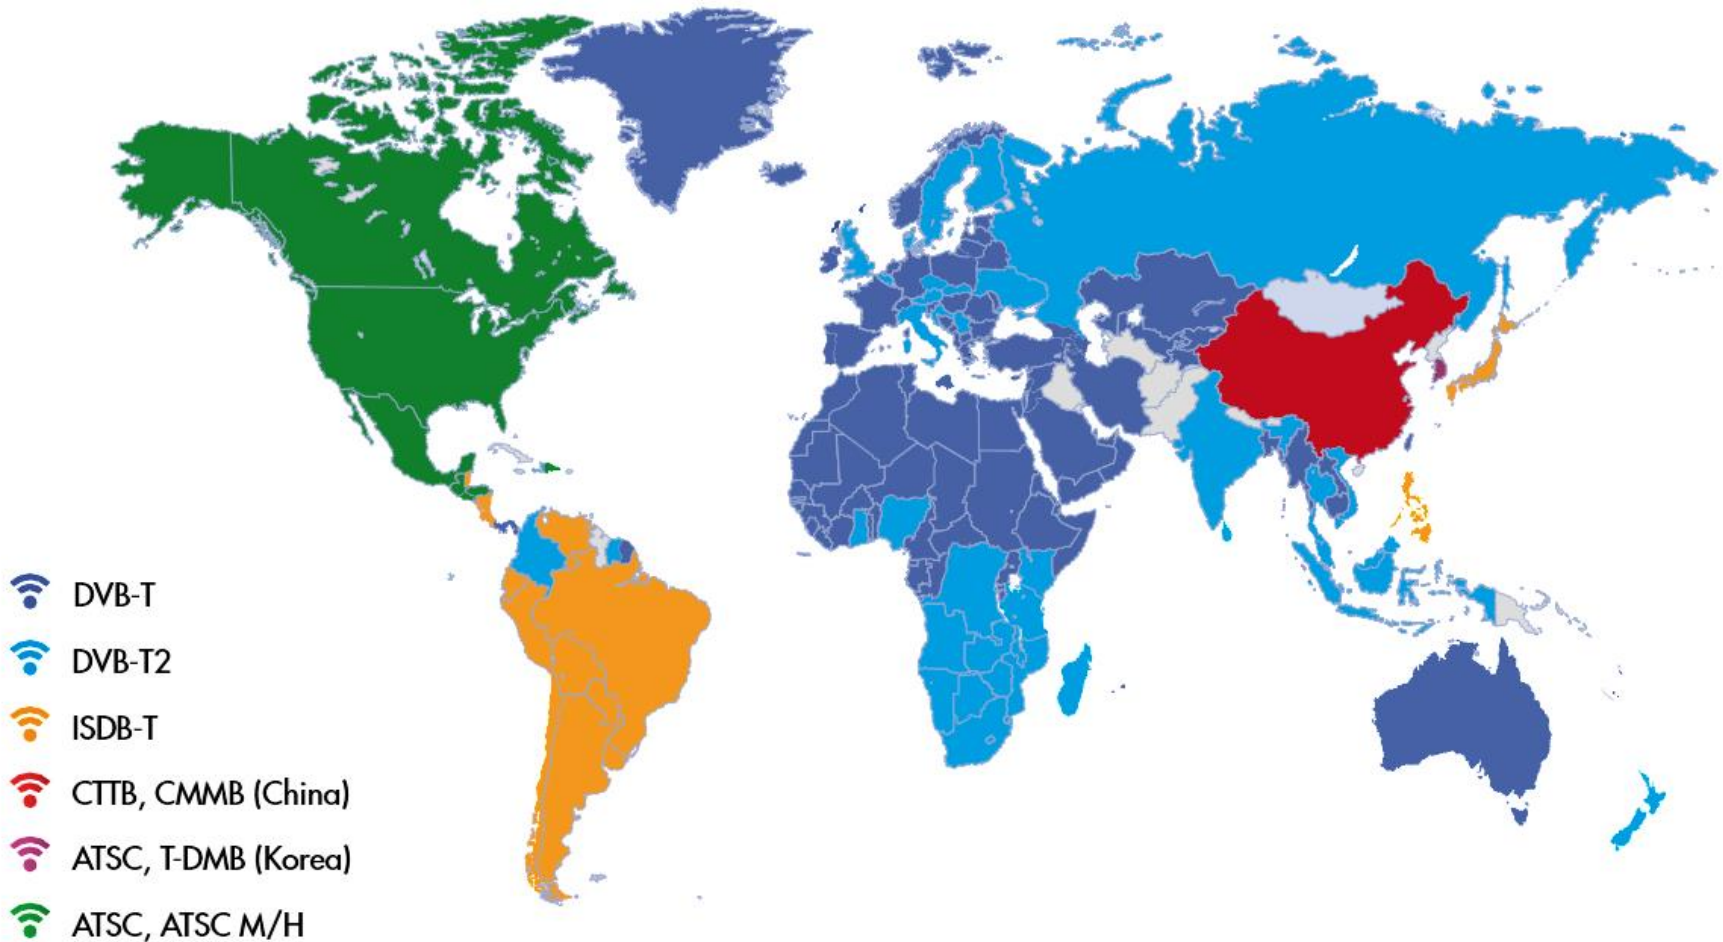 DVB-T
DVB-T2
ISDB-T
CTTB, CMMB (China)
ATSC, T-DMB (Korea)
ATSC, ATSC M/H